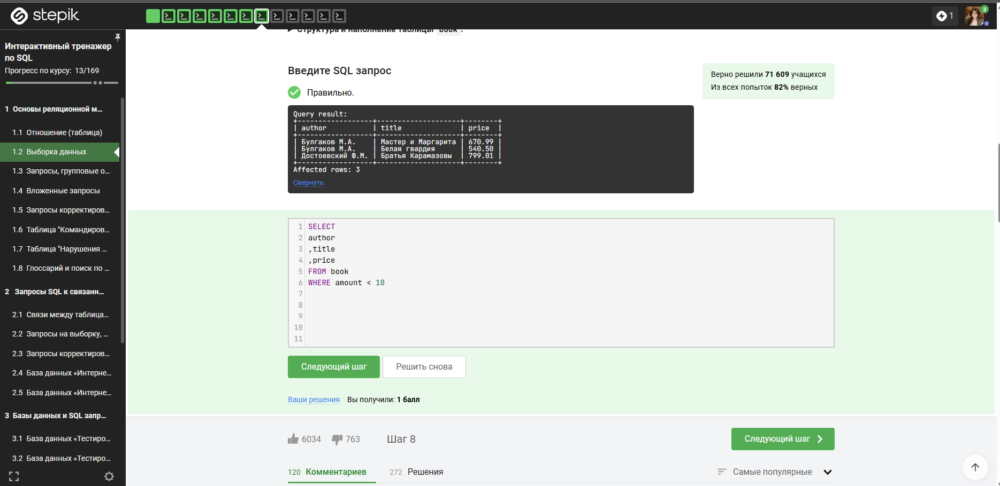 stepik
1
3
Интерактивный тренажер
по SQL
Прогресс по курсу: 13/169
1 Основы реляционной м...
1.1 Отношение (таблица)
1.2 Выборка данных
1.3 Запросы, групповые о...
1.4 Вложенные запросы
1.5 Запросы корректиров...
1.6 Таблица "Командиров...
1.7 Таблица "Нарушения ...
1.8 Глоссарий и поиск по ...
2 Запросы SQL к связанн...
2.1 Связи между таблица...
2.2 Запросы на выборку, ...
2.3 Запросы корректиров...
2.4 База данных «Интерне...
2.5 База данных «Интерне...
3 Базы данных и SQL запр...
3.1 База данных «Тестиро...
3.2 База данных «Тестиро...
Структура и наполнение таблицы book :
Введите SQL запрос
Правильно.
Верно решили 71 609 учащихся
Из всех попыток 82% верных
Query result:
+------------------+--------------------+--------+
| author | title | price |
+------------------+--------------------+--------+
| Булгаков М.А. | Мастер и Маргарита | 670.99 |
| Булгаков М.А. | Белая гвардия | 540.50 |
| Достоевский Ф.М. | Братья Карамазовы | 799.01 |
+------------------+--------------------+--------+
Affected rows: 3
Свернуть
1 SELECT
2 author
3 ,title
4 ,price
5 FROM book
6 WHERE amount < 10
7
8
9
10
11
Следующий шаг
Решить снова
Ваши решения Вы получили: 1 балл
6034 763 Шаг 8
Следующий шаг
120 Комментариев 272 Решения
Самые популярные